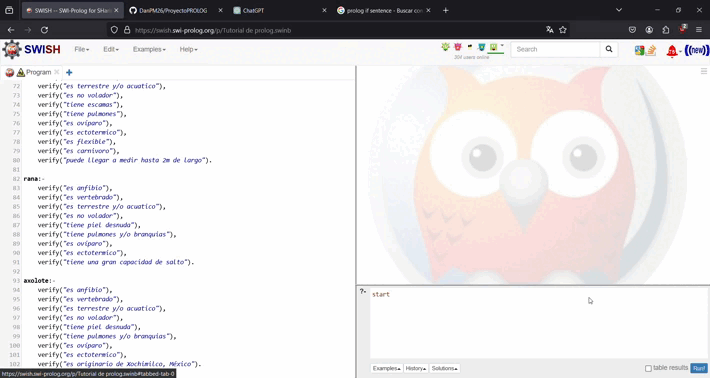 SWISH -- SWI-Prolog for SHar
DaniPM26/ProyectoPROLOG
ChatGPT
prolog if sentence - Buscar con
https://swish.swi-prolog.org/p/Tutorial de prolog.swinb
SWISH File Edit Examples Help
204 users online
Search
Program
72 verify("es terrestre y/o acuatico"),
73 verify("es no volador"),
74 verify("tiene escamas"),
75 verify("tiene pulmones"),
76 verify("es ovíparo"),
77 verify("es ectotermico"),
78 verify("es flexible"),
79 verify("es carnivoro"),
80 verify("puede llegar a medir hasta 2m de largo").
81
82 rana:-
83 verify("es anfibio"),
84 verify("es vertebrado"),
85 verify("es terrestre y/o acuatico"),
86 verify("es no volador"),
87 verify("tiene piel desnuda"),
88 verify("tiene pulmones y/o branquias"),
89 verify("es ovíparo"),
90 verify("es ectotermico"),
91 verify("tiene una gran capacidad de salto").
92
93 axolote:-
94 verify("es anfibio"),
95 verify("es vertebrado"),
96 verify("es terrestre y/o acuatico"),
97 verify("es no volador"),
98 verify("tiene piel desnuda"),
99 verify("tiene pulmones y/o branquias"),
100 verify("es ovíparo"),
101 verify("es ectotermico"),
102 verify("es originario de Xochimilco, México").
https://swish.swi-prolog.org/p/Tutorial de prolog.swinb#tabbed-tab-0
?-
start
Examples History Solutions
table results Run!